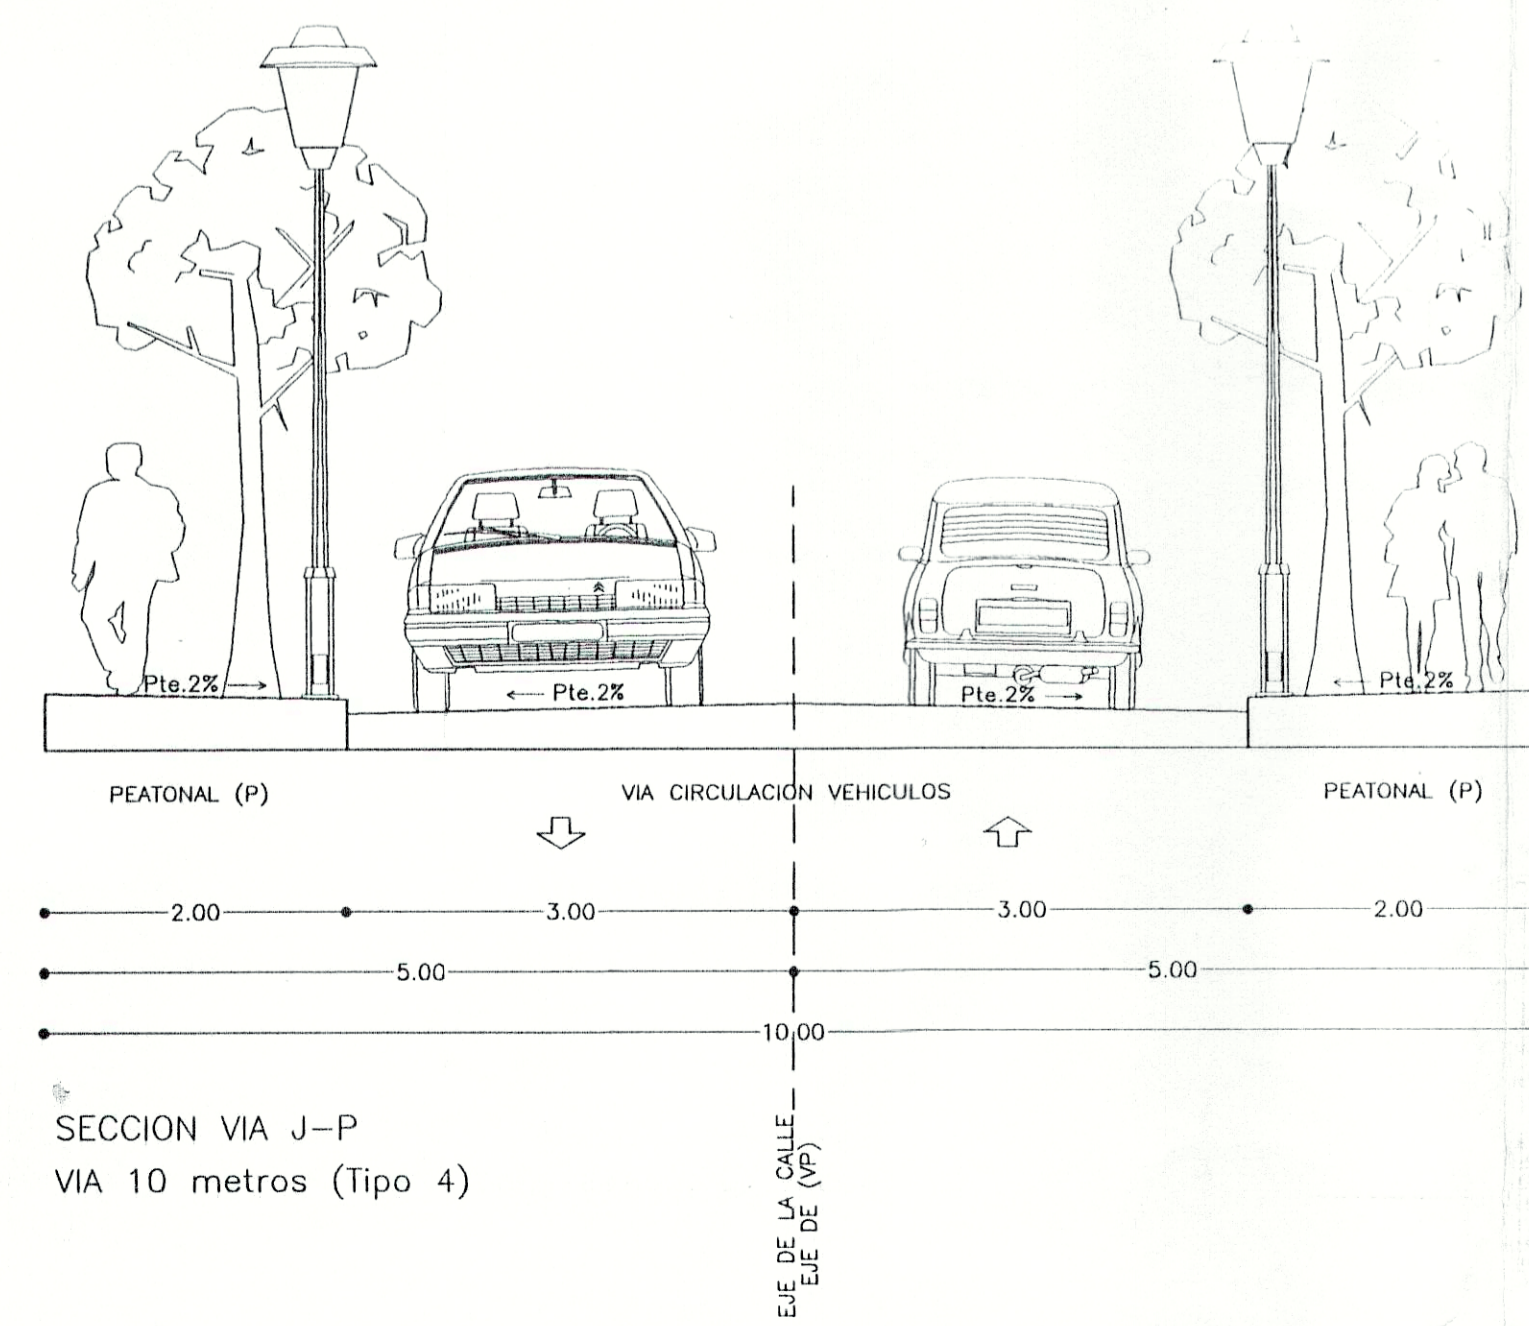 Pte.2%
Pte.2%
Pte.2%
Pte.2%
PEATONAL (P)
VIA CIRCULACION VEHICULOS
PEATONAL (P)
2.00
3.00
3.00
2.00
5.00
5.00
10.00
SECCION VIA J-P
VIA 10 metros (Tipo 4)
EJE DE LA CALLE
EJE DE (VP)